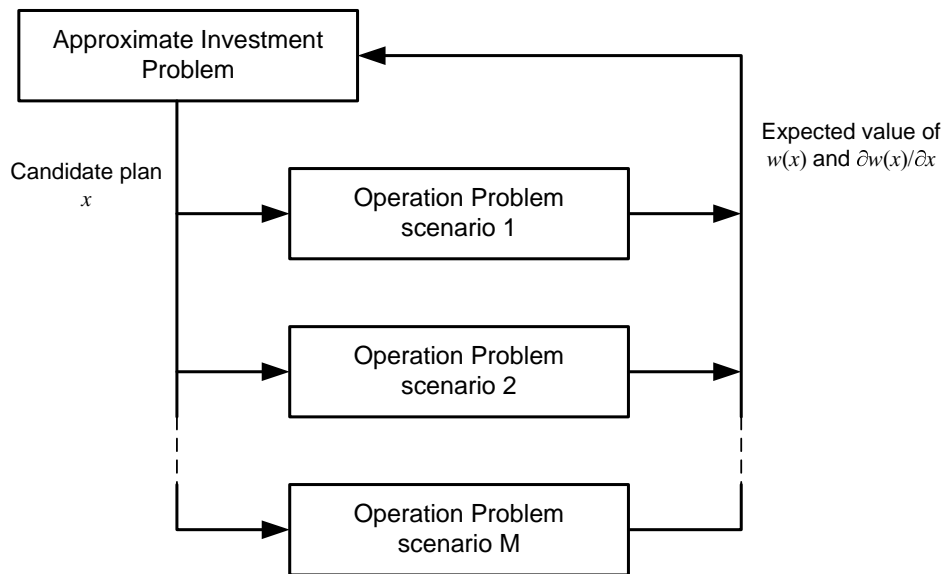 Approximate Investment
Problem
Expected value of
w(x) and ∂w(x)/∂x
Candidate plan
x
Operation Problem
scenario 1
Operation Problem
scenario 2
Operation Problem
scenario M